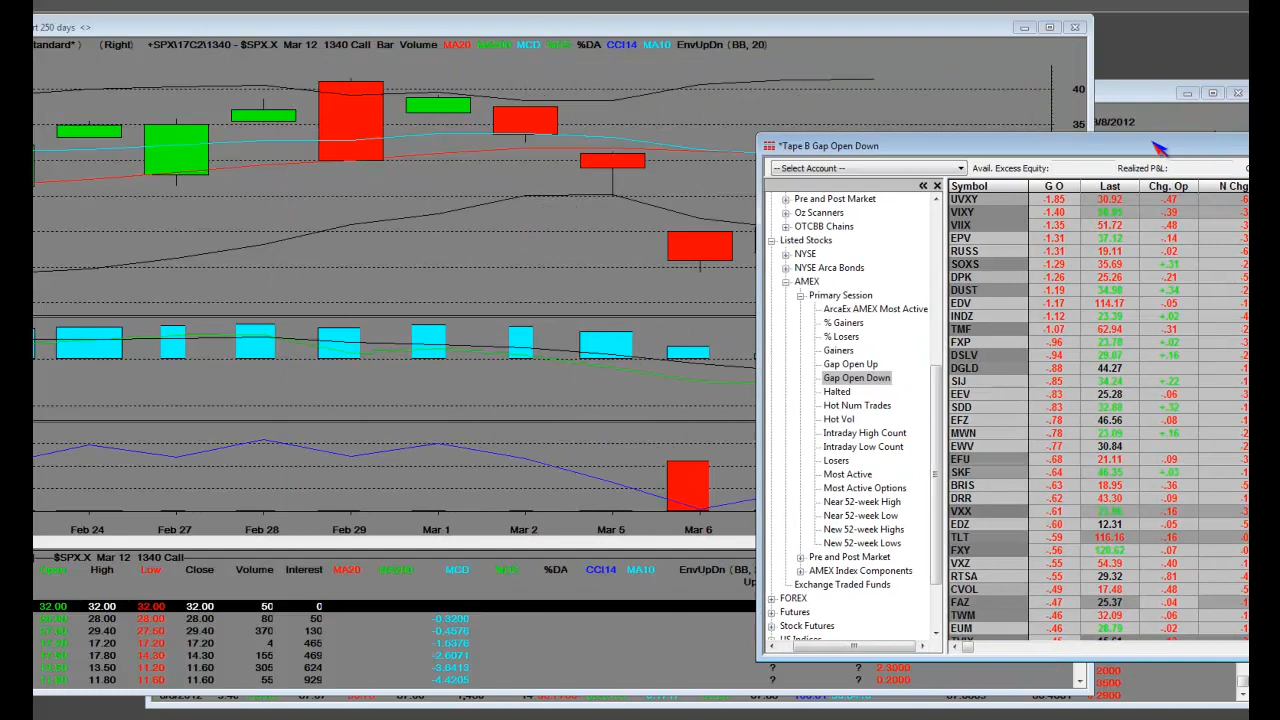 rt 250 days <>
tandard*) (Right) +SPX\17C2\1340 - $SPX.X Mar 12 1340 Call Bar Volume MA20 MCD %DA CCI14 MA10 EnvUpDn (BB, 20)
40
35
/8/2012
Feb 24 Feb 27 Feb 28 Feb 29 Mar 1 Mar 2 Mar 5 Mar 6
$SPX.X Mar 12 1340 Call
High Low Close Volume Interest MA20 MCD %DA CCI14 MA10 EnvUpDn (BB,
Up
32.00 32.00 32.00 32.00 50 0
28.00 28.00 28.00 80 50 -0.3200
29.40 27.50 29.40 370 130 -0.4576
17.20 17.20 17.20 4 465 -1.5376
17.80 14.30 14.30 155 469 -2.6071
13.50 11.20 11.60 305 624 -3.8413
11.80 11.60 11.60 55 929 -4.4205
? ? 2.3000
? ? 0.2000
*Tape B Gap Open Down
-- Select Account --
Avail. Excess Equity: Realized P&L:
Pre and Post Market
Oz Scanners
OTCBB Chains
Listed Stocks
NYSE
NYSE Arca Bonds
AMEX
Primary Session
ArcaEx AMEX Most Active
% Gainers
% Losers
Gainers
Gap Open Up
Gap Open Down
Halted
Hot Num Trades
Hot Vol
Intraday High Count
Intraday Low Count
Losers
Most Active
Most Active Options
Near 52-week High
Near 52-week Low
New 52-week Highs
New 52-week Lows
Pre and Post Market
AMEX Index Components
Exchange Traded Funds
FOREX
Futures
Stock Futures
US Indices
Symbol G O Last Chg. Op N Chg
UVXY -1.85 30.92 -.47
VIXY -1.40 -.39
VIIX -1.35 51.72 -.48
EPV -1.31 37.12 -.14
RUSS -1.31 19.11 -.02
SOXS -1.29 35.69 +.31
DPK -1.26 25.26 -.21
DUST -1.19 34.98 +.34
EDV -1.17 114.17 -.05
INDZ -1.12 23.39 +.02
TMF -1.07 62.94 -.31
FXP -.96 23.78 +.02
DSLV -.94 29.07 +.16
DGLD -.88 44.27
SIJ -.85 34.24 +.22
EEV -.83 25.28 -.06
SDD -.83 32.88 +.32
EFZ -.78 46.56 -.08
MWN -.78 23.09 +.16
EWV -.77 30.84
EFU -.68 21.11 -.09
SKF -.64 46.35 +.03
BRIS -.63 18.95 -.36
DRR -.62 43.30 -.09
VXX -.61 -.16
EDZ -.60 12.31 -.05
TLT -.59 116.16 -.16
FXY -.56 120.62 -.07
VXZ -.55 54.39 -.40
RTSA -.55 29.32 -.81
CVOL -.49 17.48 -.16
FAZ -.47 25.37 -.04
TWM -.46 32.09 -.06
EUM -.46 28.79 -.02
2000
3500
0.2900